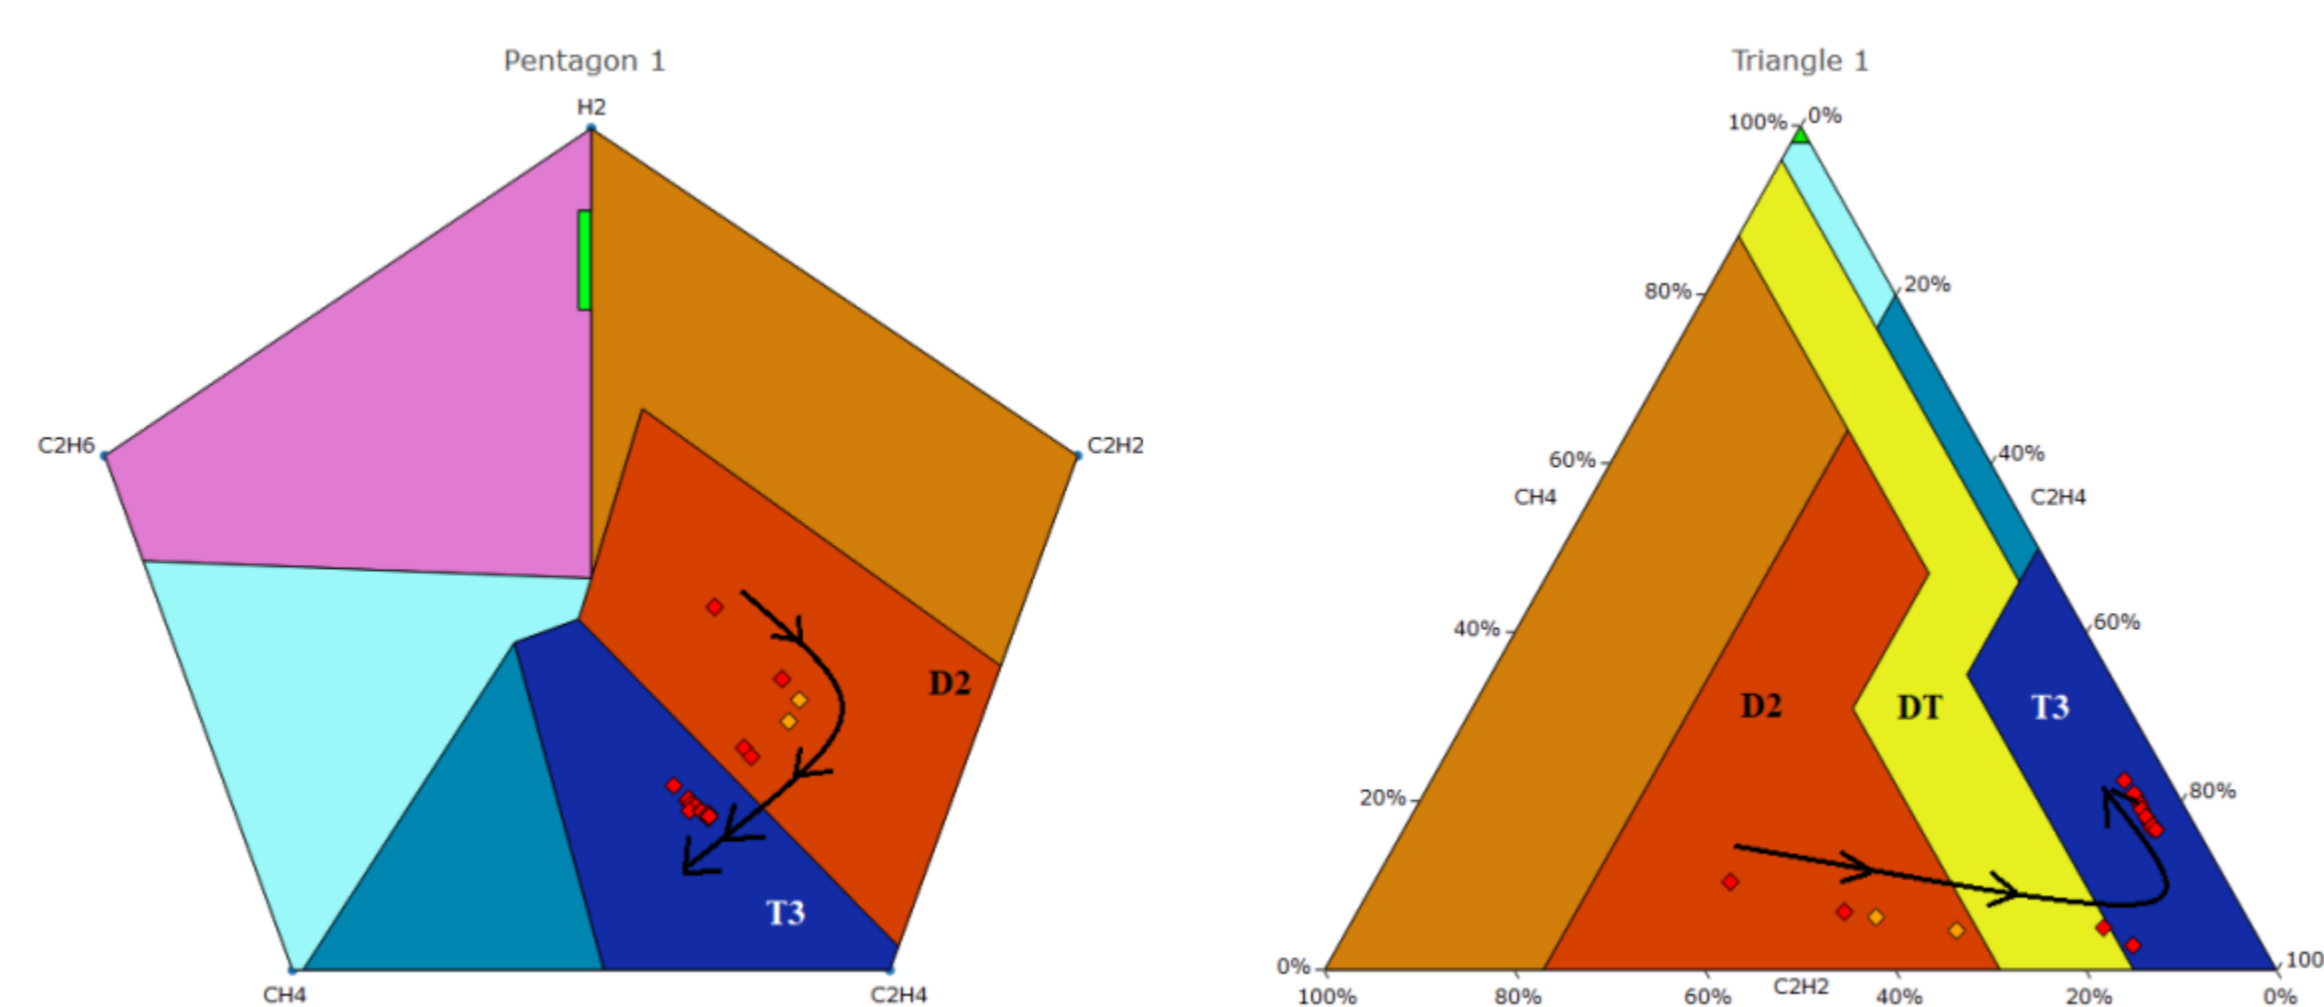 Pentagon 1
H2
C2H6
C2H2
D2
T3
CH4
C2H4
Triangle 1
100%
0%
80%
20%
60%
40%
CH4
C2H4
40%
60%
D2
DT
T3
20%
80%
0%
100
100%
80%
60%
C2H2
40%
20%
0%